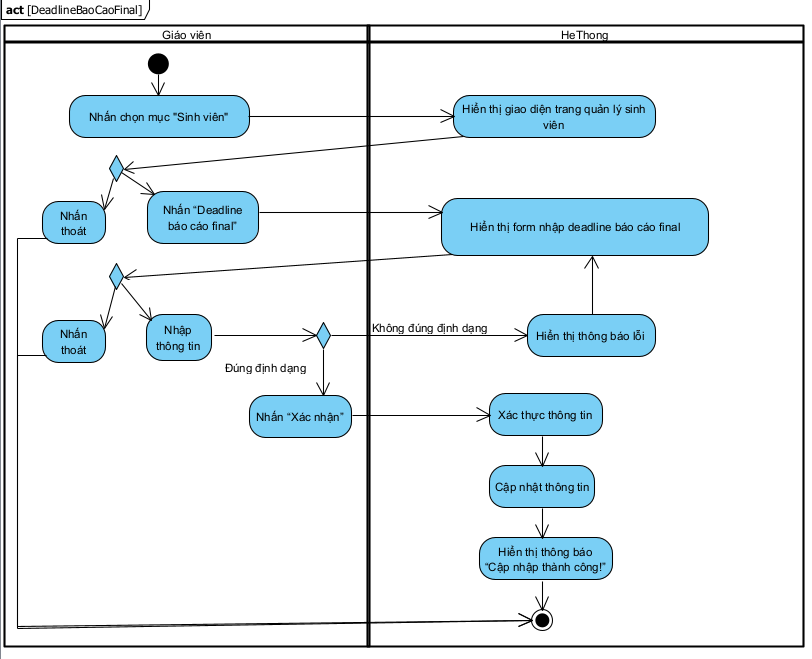 act [DeadlineBaoCaoFinal]
Giáo viên
HeThong
Nhấn chọn mục "Sinh viên"
Hiển thị giao diện trang quản lý sinh
viên
Nhấn
thoát
Nhấn “Deadline
báo cáo final”
Hiển thị form nhập deadline báo cáo final
Nhấn
thoát
Nhập
thông tin
Không đúng định dạng
Hiển thị thông báo lỗi
Đúng định dạng
Nhấn “Xác nhận”
Xác thực thông tin
Cập nhật thông tin
Hiển thị thông báo
“Cập nhập thành công!”